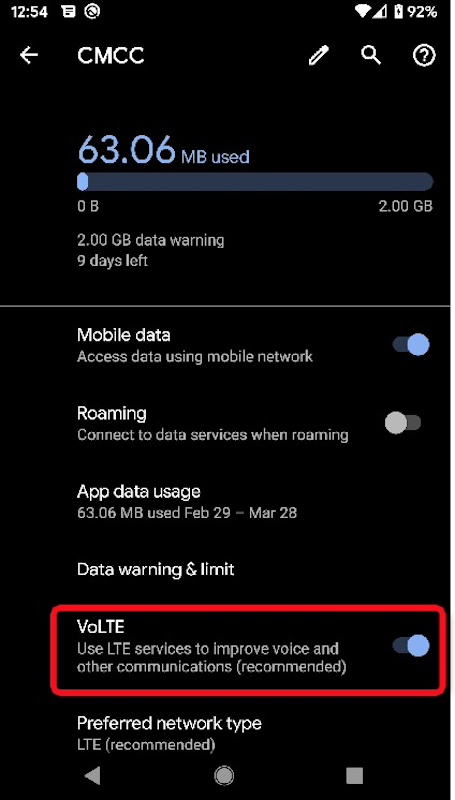 12:54
92%
CMCC
63.06 MB used
0 B
2.00 GB
2.00 GB data warning
9 days left
Mobile data
Access data using mobile network
Roaming
Connect to data services when roaming
App data usage
63.06 MB used Feb 29 – Mar 28
Data warning & limit
VoLTE
Use LTE services to improve voice and
other communications (recommended)
Preferred network type
LTE (recommended)